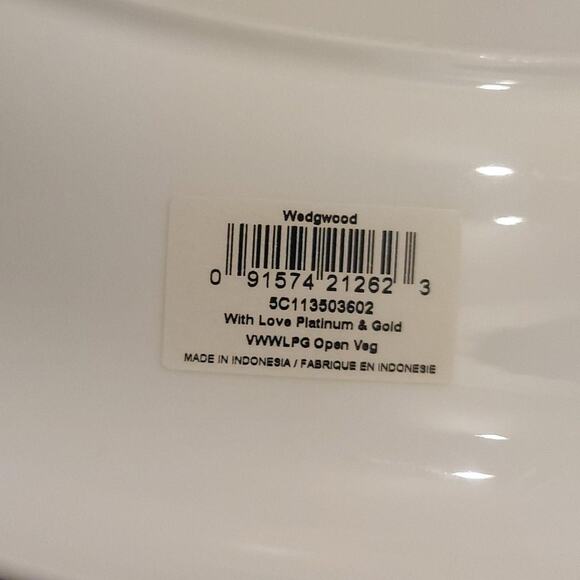 Wedgwood
0 91574 21262 3
5C113503602
With Love Platinum & Gold
VWWLPG Open Veg
MADE IN INDONESIA / FABRIQUE EN INDONESIE